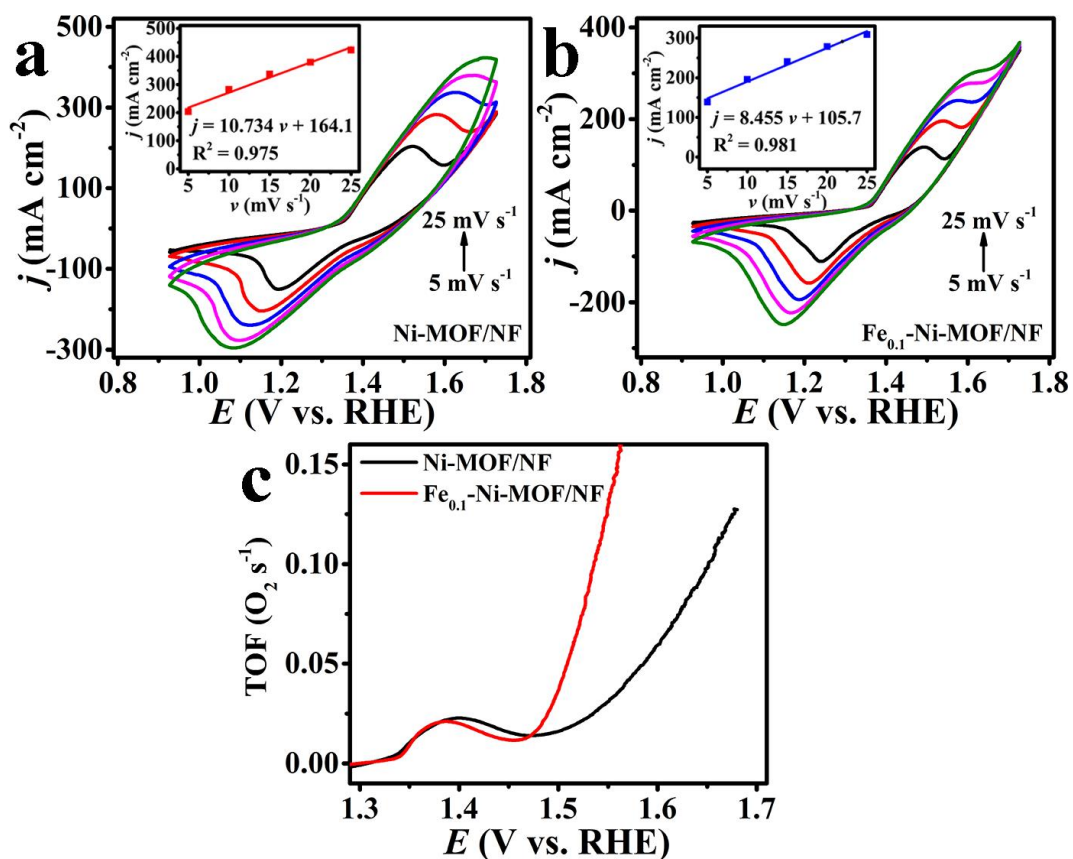 a
500
300
100
-100
-300
j (mA cm-2)
500
400
300
200
100
0
j (mA cm-2)
j = 10.734 v + 164.1
R2 = 0.975
5 10 15 20 25
v (mV s-1)
25 mV s-1
5 mV s-1
Ni-MOF/NF
0.8 1.0 1.2 1.4 1.6 1.8
E (V vs. RHE)
b
400
200
0
-200
j (mA cm-2)
300
200
100
0
j (mA cm-2)
j = 8.455 v + 105.7
R2 = 0.981
5 10 15 20 25
v (mV s-1)
25 mV s-1
5 mV s-1
Fe0.1-Ni-MOF/NF
0.8 1.0 1.2 1.4 1.6 1.8
E (V vs. RHE)
c
Ni-MOF/NF
Fe0.1-Ni-MOF/NF
0.15
0.10
0.05
0.00
TOF (O2 s-1)
1.3 1.4 1.5 1.6 1.7
E (V vs. RHE)